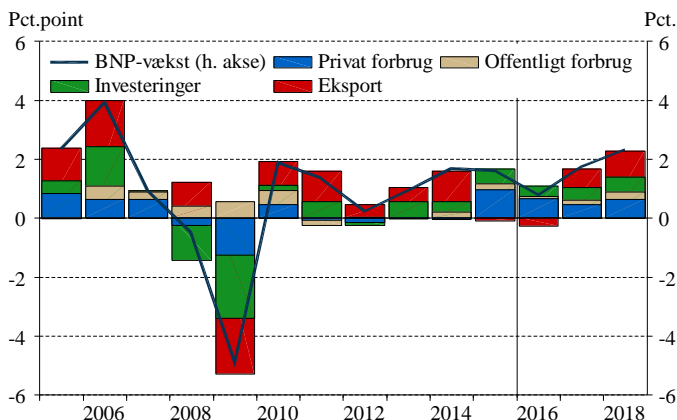 Pct.point Pct.
6 6
BNP-vækst (h. akse) Privat forbrug Offentligt forbrug
Investeringer Eksport
4 4
2 2
0 0
-2 -2
-4 -4
-6 -6
2006 2008 2010 2012 2014 2016 2018